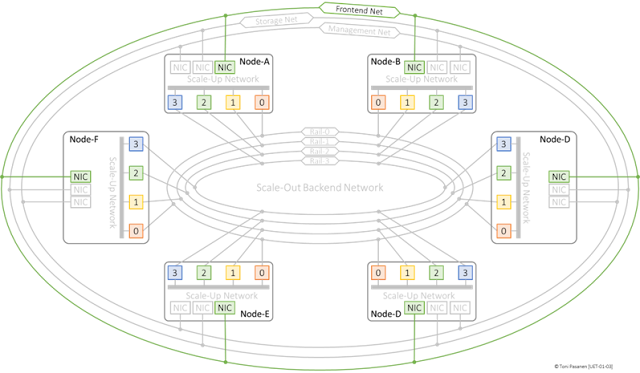 Frontend Net
Storage Net
Management Net
Node-A
NIC NIC NIC
Scale-Up Network
3 2 1 0
Node-B
NIC NIC NIC
Scale-Up Network
0 1 2 3
Node-F
NIC
NIC
NIC
Scale-Up Network
3
2
1
0
Rail-0
Rail-1
Rail-2
Rail-3
Scale-Out Backend Network
Node-D
NIC
NIC
NIC
Scale-Up Network
3
2
1
0
3 2 1 0
Scale-Up Network
NIC NIC NIC
Node-E
0 1 2 3
Scale-Up Network
NIC NIC NIC
Node-D
© Toni Pasanen [UET-01-03]